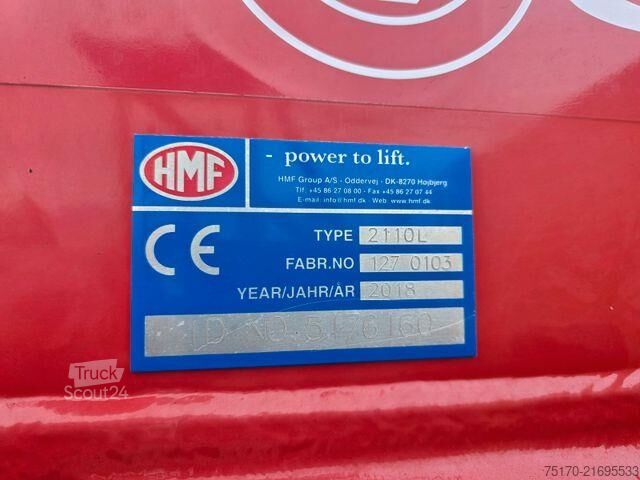 HMF
- power to lift.
HMF Group A/S - Oddervej - DK-8270 Højbjerg
Tlf: +45 86 27 08 00 - Fax +45 86 27 07 44
E-mail: info@hmf.dk - Web: www.hmf.dk
CE
TYPE 2110L
FABR.NO 127 0103
YEAR/JAHR/ÅR 2018
ID NO
Truck
Scout24
75170-21695533